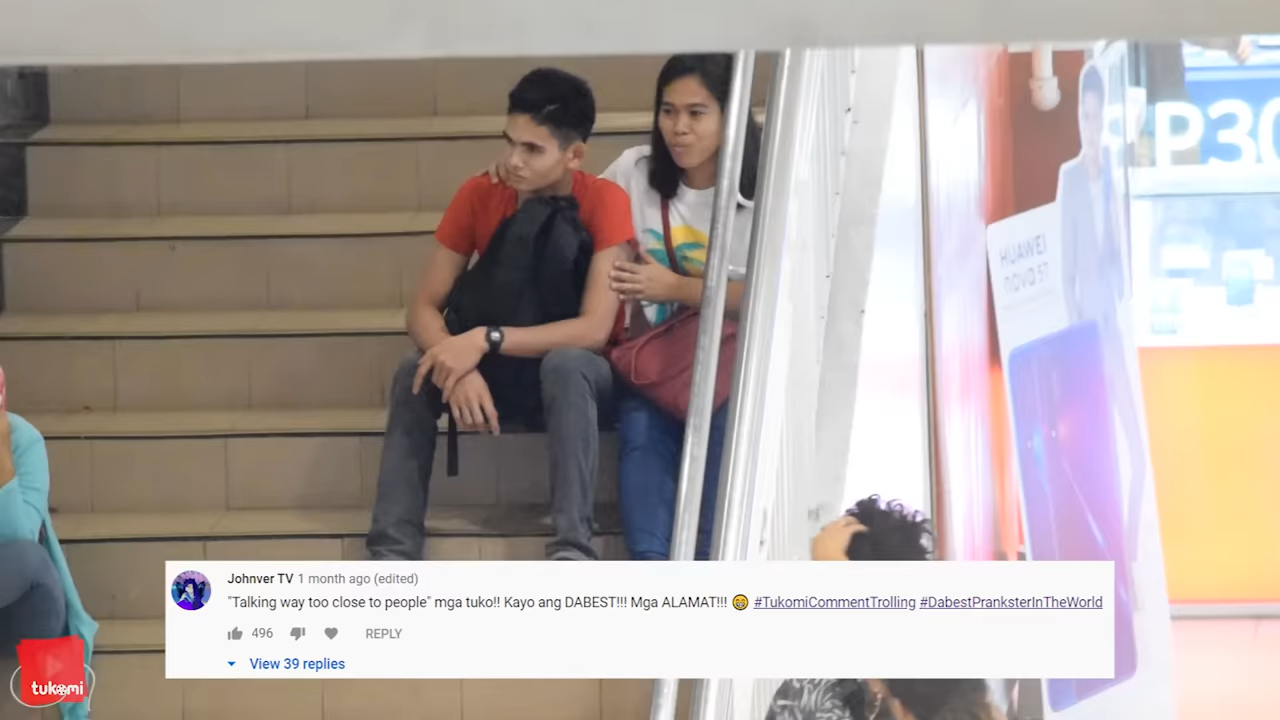 P30
HUAWEI
nova 5T
Johnver TV 1 month ago (edited)
"Talking way too close to people" mga tuko!! Kayo ang DABEST!!! Mga ALAMAT!!! 😁 #TukomiCommentTrolling #DabestPranksterInTheWorld
496 REPLY
View 39 replies
tukomi